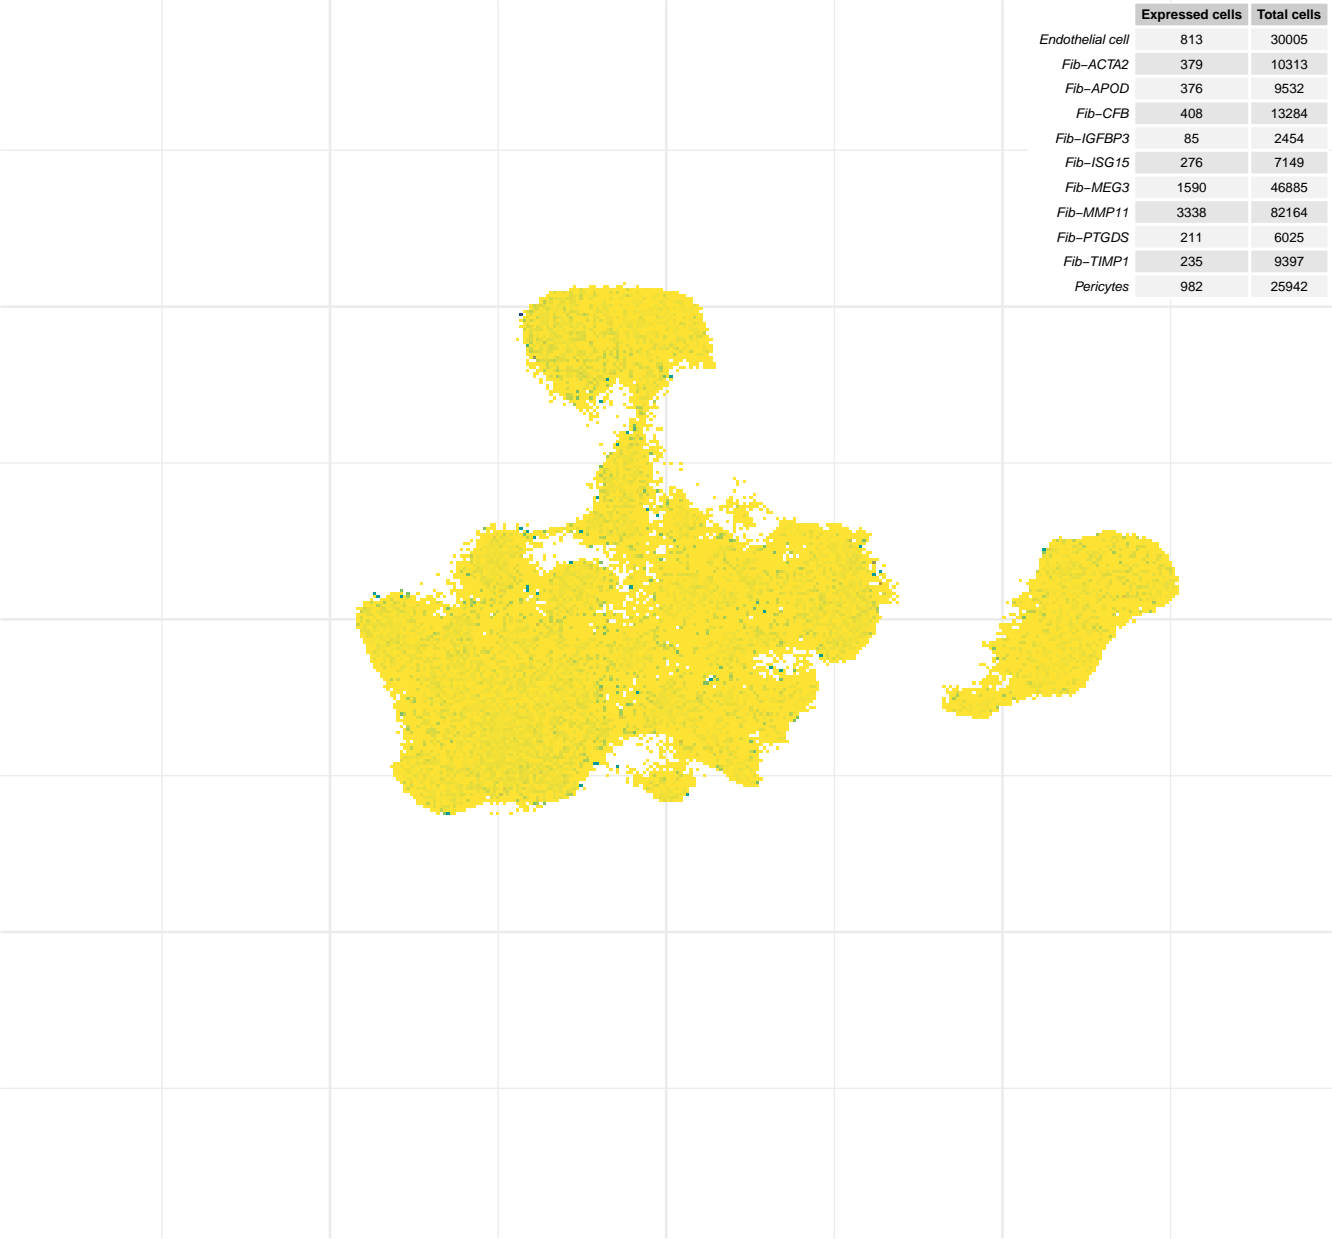 Expressed cells Total cells
Endothelial cell 813 30005
Fib−ACTA2 379 10313
Fib−APOD 376 9532
Fib−CFB 408 13284
Fib−IGFBP3 85 2454
Fib−ISG15 276 7149
Fib−MEG3 1590 46885
Fib−MMP11 3338 82164
Fib−PTGDS 211 6025
Fib−TIMP1 235 9397
Pericytes 982 25942